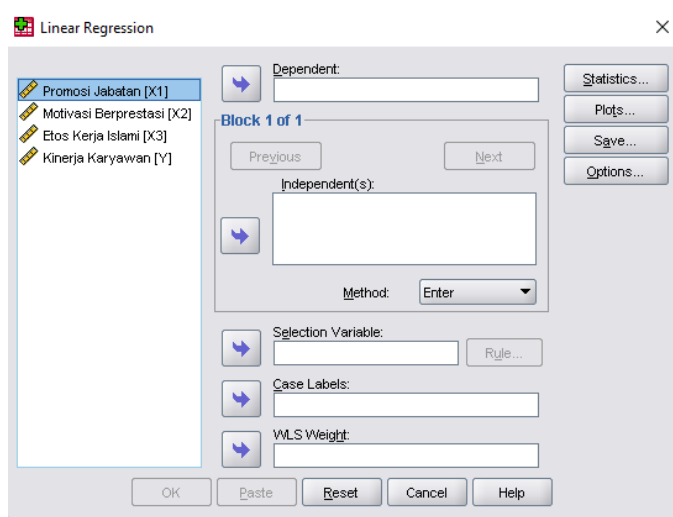 Linear Regression
Promosi Jabatan [X1]
Motivasi Berprestasi [X2]
Etos Kerja Islami [X3]
Kinerja Karyawan [Y]
Dependent:
Block 1 of 1
Previous
Next
Independent(s):
Method:
Enter
Selection Variable:
Rule...
Case Labels:
WLS Weight:
Statistics...
Plots...
Save...
Options...
OK
Paste
Reset
Cancel
Help